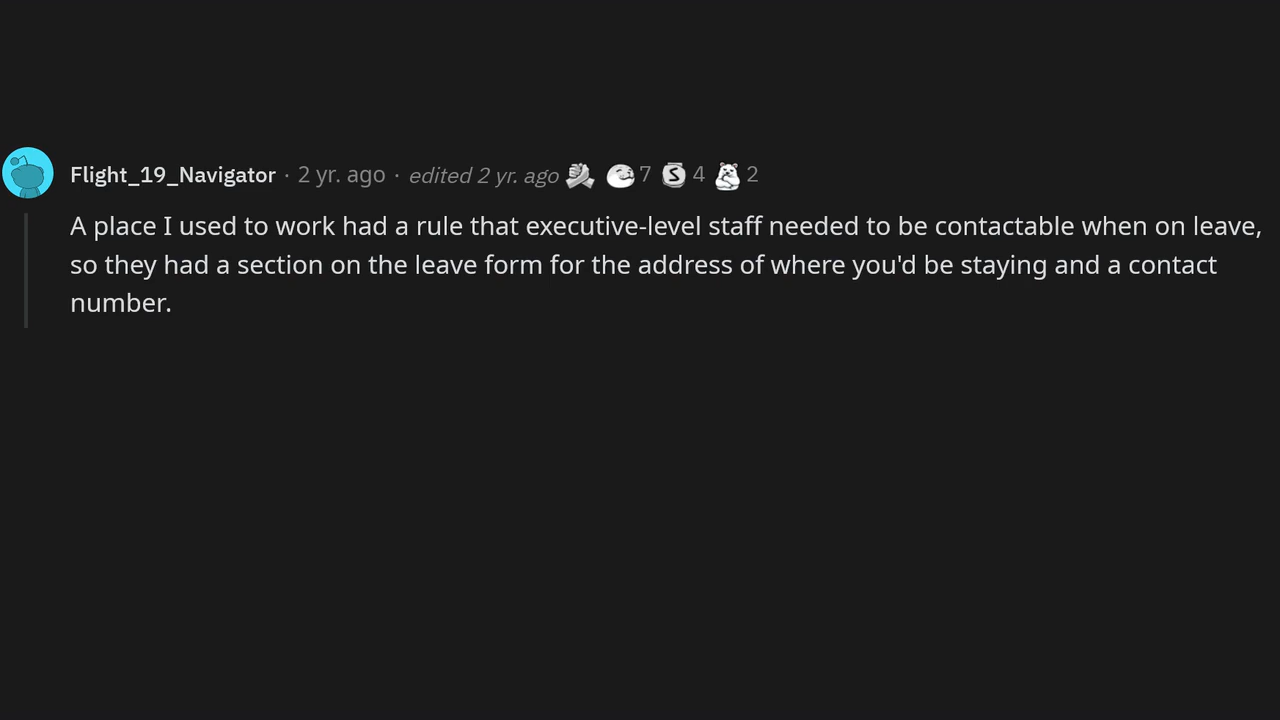 Flight_19_Navigator · 2 yr. ago · edited 2 yr. ago 7 S 4 2
A place I used to work had a rule that executive-level staff needed to be contactable when on leave,
so they had a section on the leave form for the address of where you'd be staying and a contact
number.